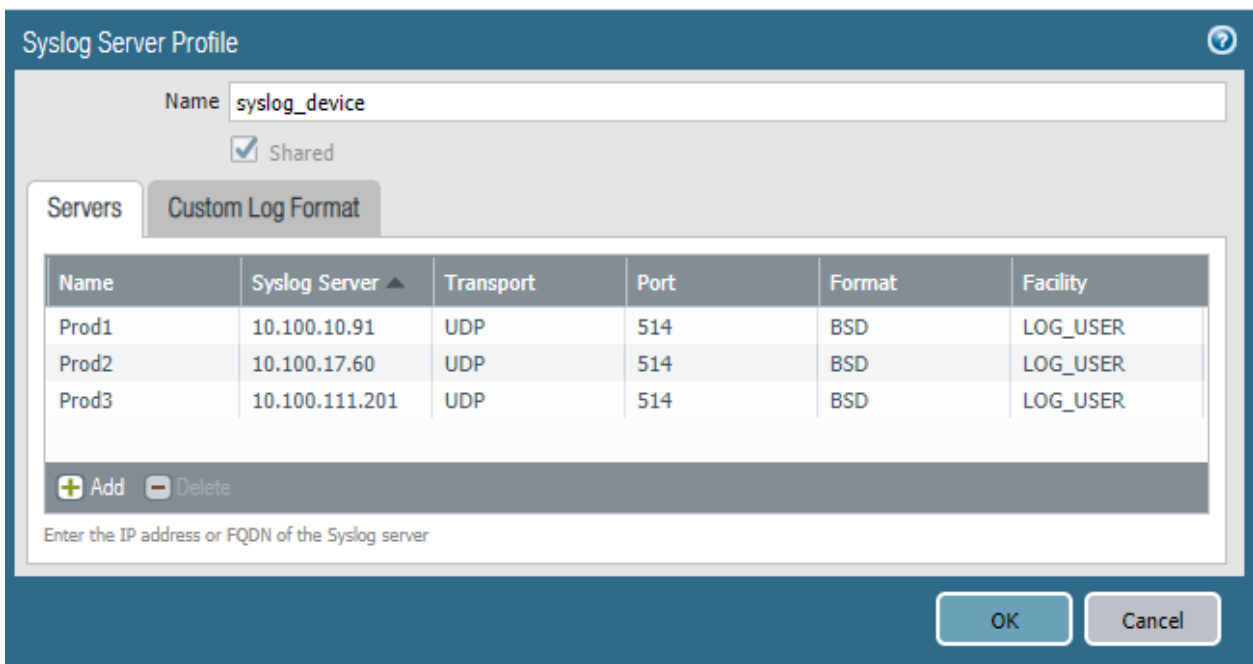 Syslog Server Profile ?
Name syslog_device
Shared
Servers Custom Log Format
Name Syslog Server Transport Port Format Facility
Prod1 10.100.10.91 UDP 514 BSD LOG_USER
Prod2 10.100.17.60 UDP 514 BSD LOG_USER
Prod3 10.100.111.201 UDP 514 BSD LOG_USER
Add Delete
Enter the IP address or FQDN of the Syslog server
OK Cancel